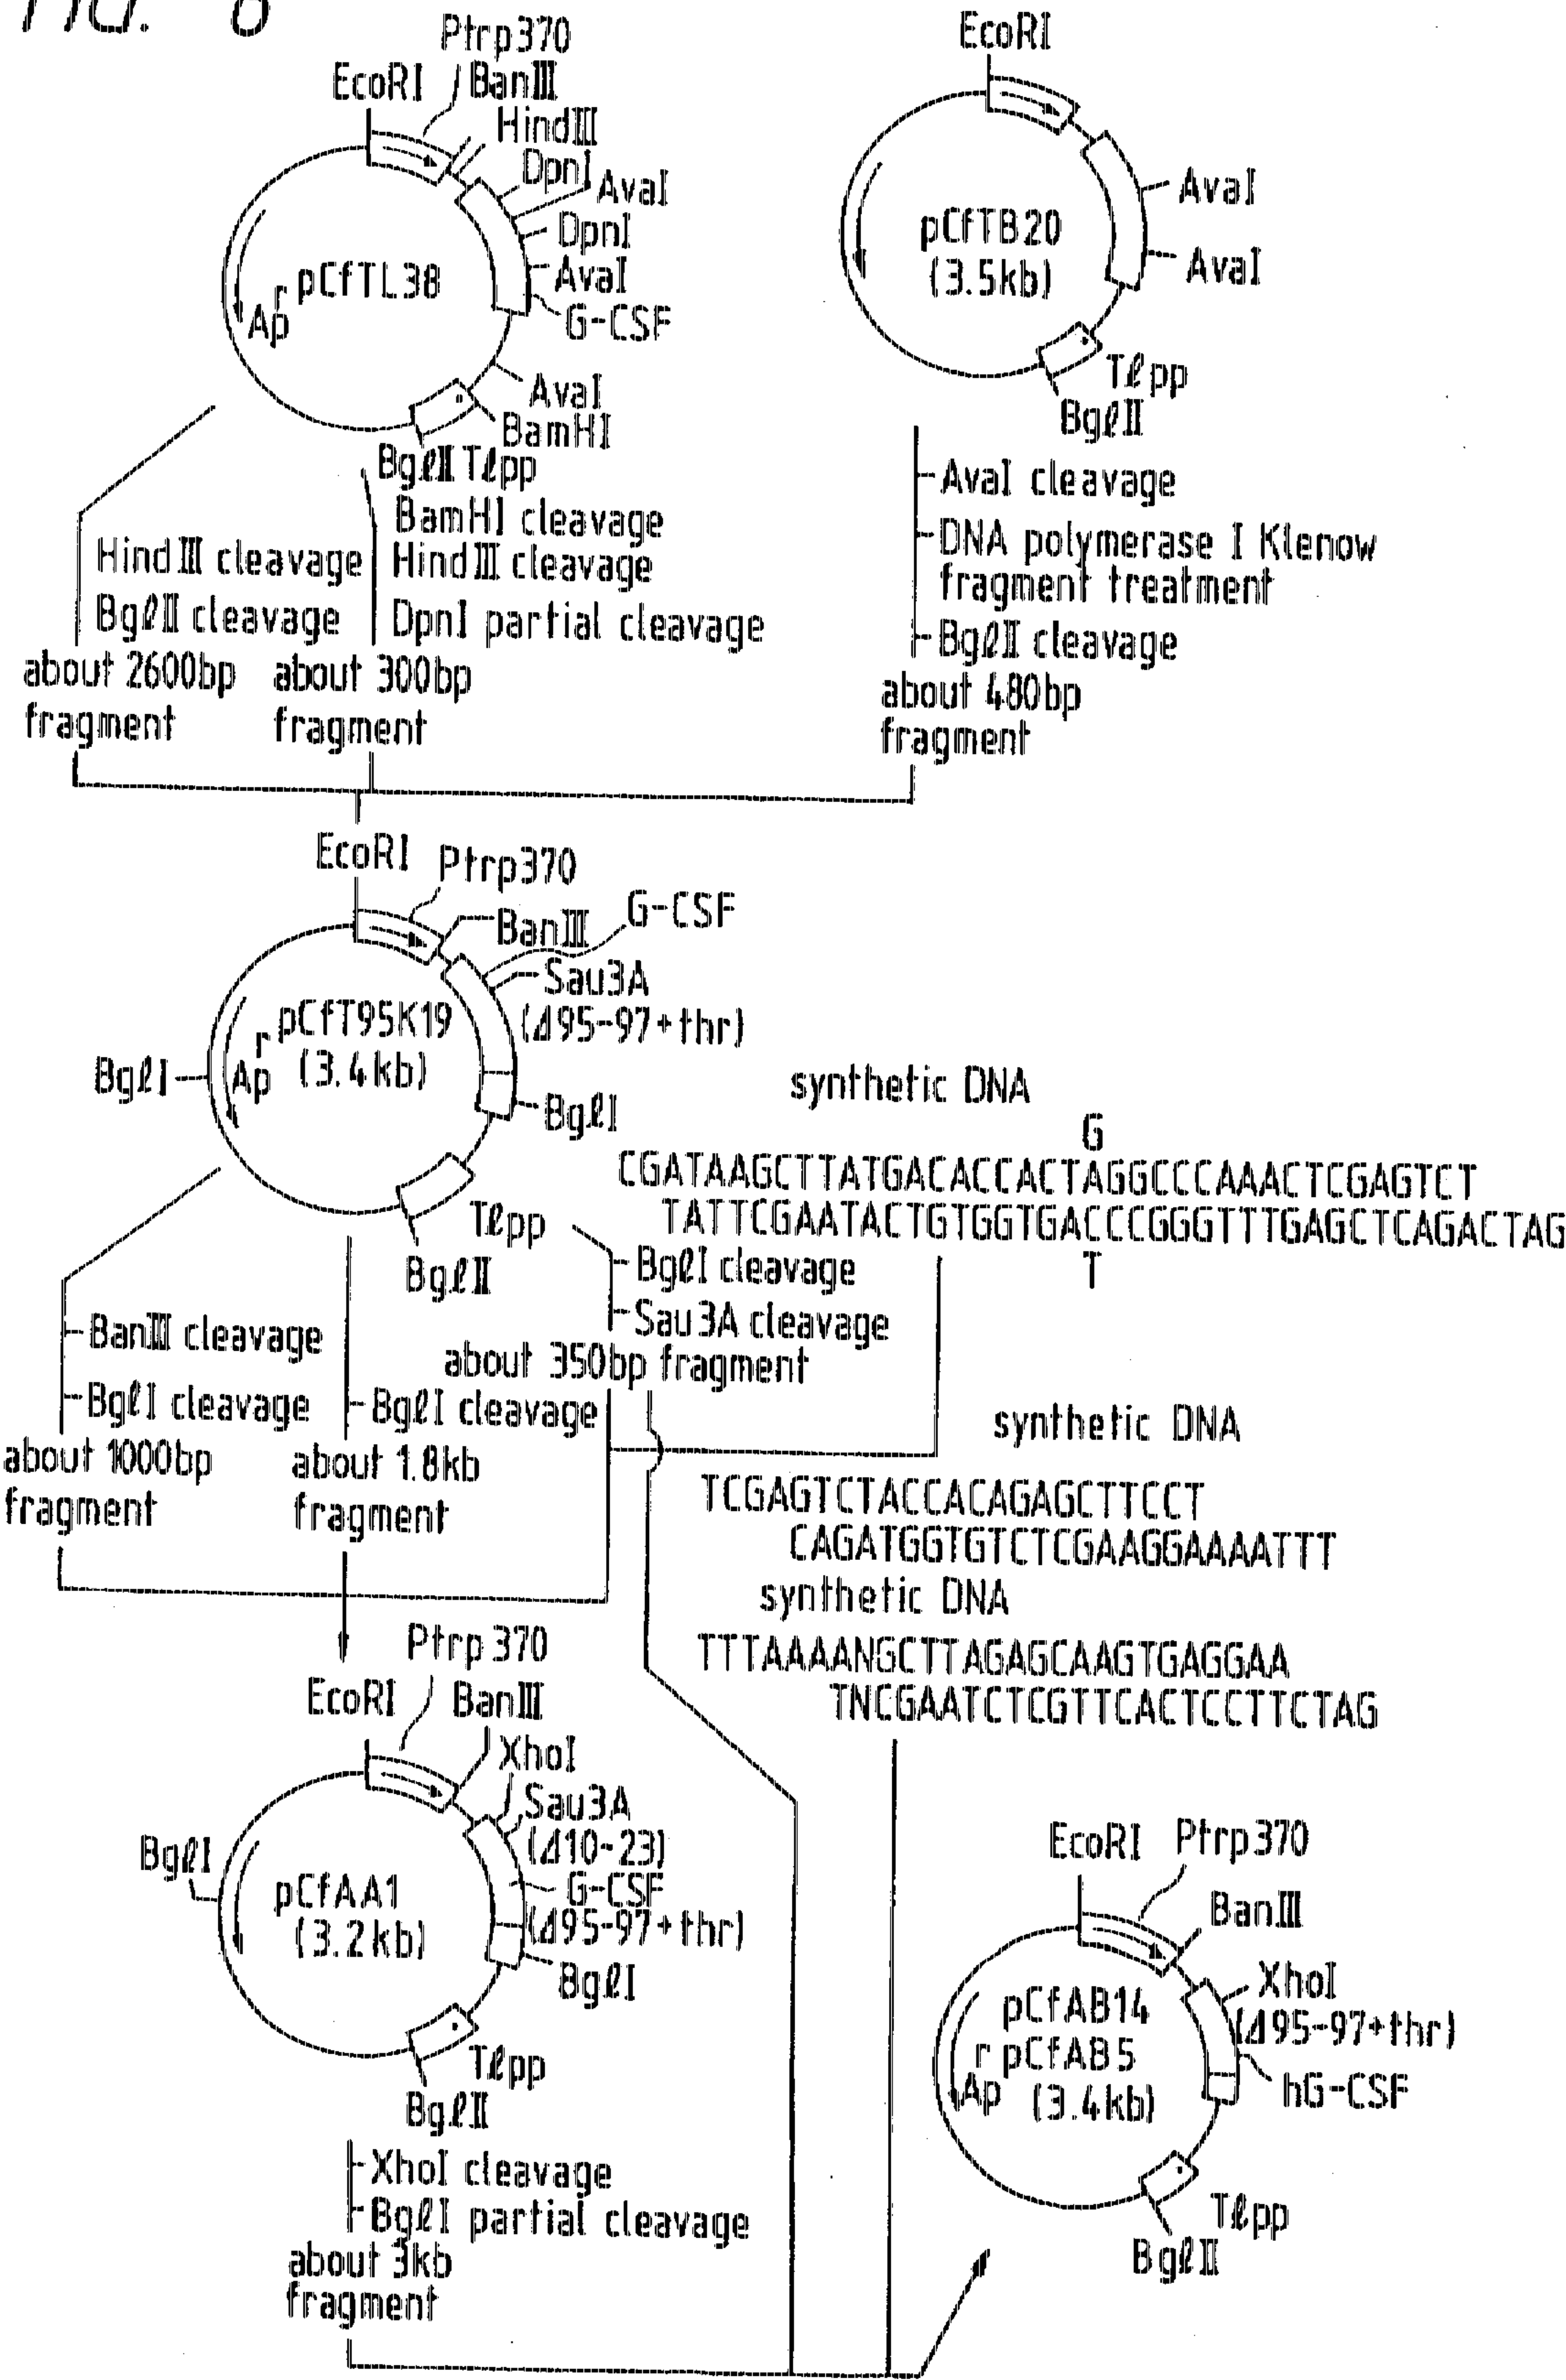 FIG. 6
Ptrp370
EcoRI
BanIII
HindIII
DpnI
AvaI
DpnI
AvaI
G-CSF
pCfTL38
Apr
AvaI
BamHI
BglII Tlpp
EcoRI
AvaI
pCfTB20
(3.5kb)
AvaI
Tlpp
BglII
HindIII cleavage
BglII cleavage
about 2600bp
fragment
BamHI cleavage
HindIII cleavage
DpnI partial cleavage
about 300bp
fragment
AvaI cleavage
DNA polymerase I Klenow
fragment treatment
BglII cleavage
about 480bp
fragment
EcoRI
Ptrp370
BanIII
G-CSF
Sau3A
(Δ95-97+thr)
pCfT95K19
(3.4kb)
Apr
BglI
BglI
Tlpp
BglII
synthetic DNA
G
CGATAAGCTTATGACACCACTAGGCCCAAACTCGAGTCT
TATTCGAATACTGTGGTGACCCGGGTTTGAGCTCAGACTAG
T
BanIII cleavage
BglI cleavage
about 1000bp
fragment
BglI cleavage
about 1.8kb
fragment
BglI cleavage
Sau3A cleavage
about 350bp fragment
synthetic DNA
TCGAGTCTACCACAGAGCTTCCT
CAGATGGTGTCTCGAAGGAAAATTT
synthetic DNA
TTTAAAANGCTTAGAGCAAGTGAGGAA
TNCGAATCTCGTTCACTCCTTCTAG
Ptrp370
EcoRI
BanIII
XhoI
Sau3A
(Δ10-23)
G-CSF
(Δ95-97+thr)
BglI
BglI
pCfAA1
(3.2kb)
Tlpp
BglII
XhoI cleavage
BglI partial cleavage
about 3kb
fragment
EcoRI
Ptrp370
BanIII
XhoI
(Δ95-97+thr)
hG-CSF
pCfAB14
pCfAB5
Apr
(3.4kb)
Tlpp
BglII